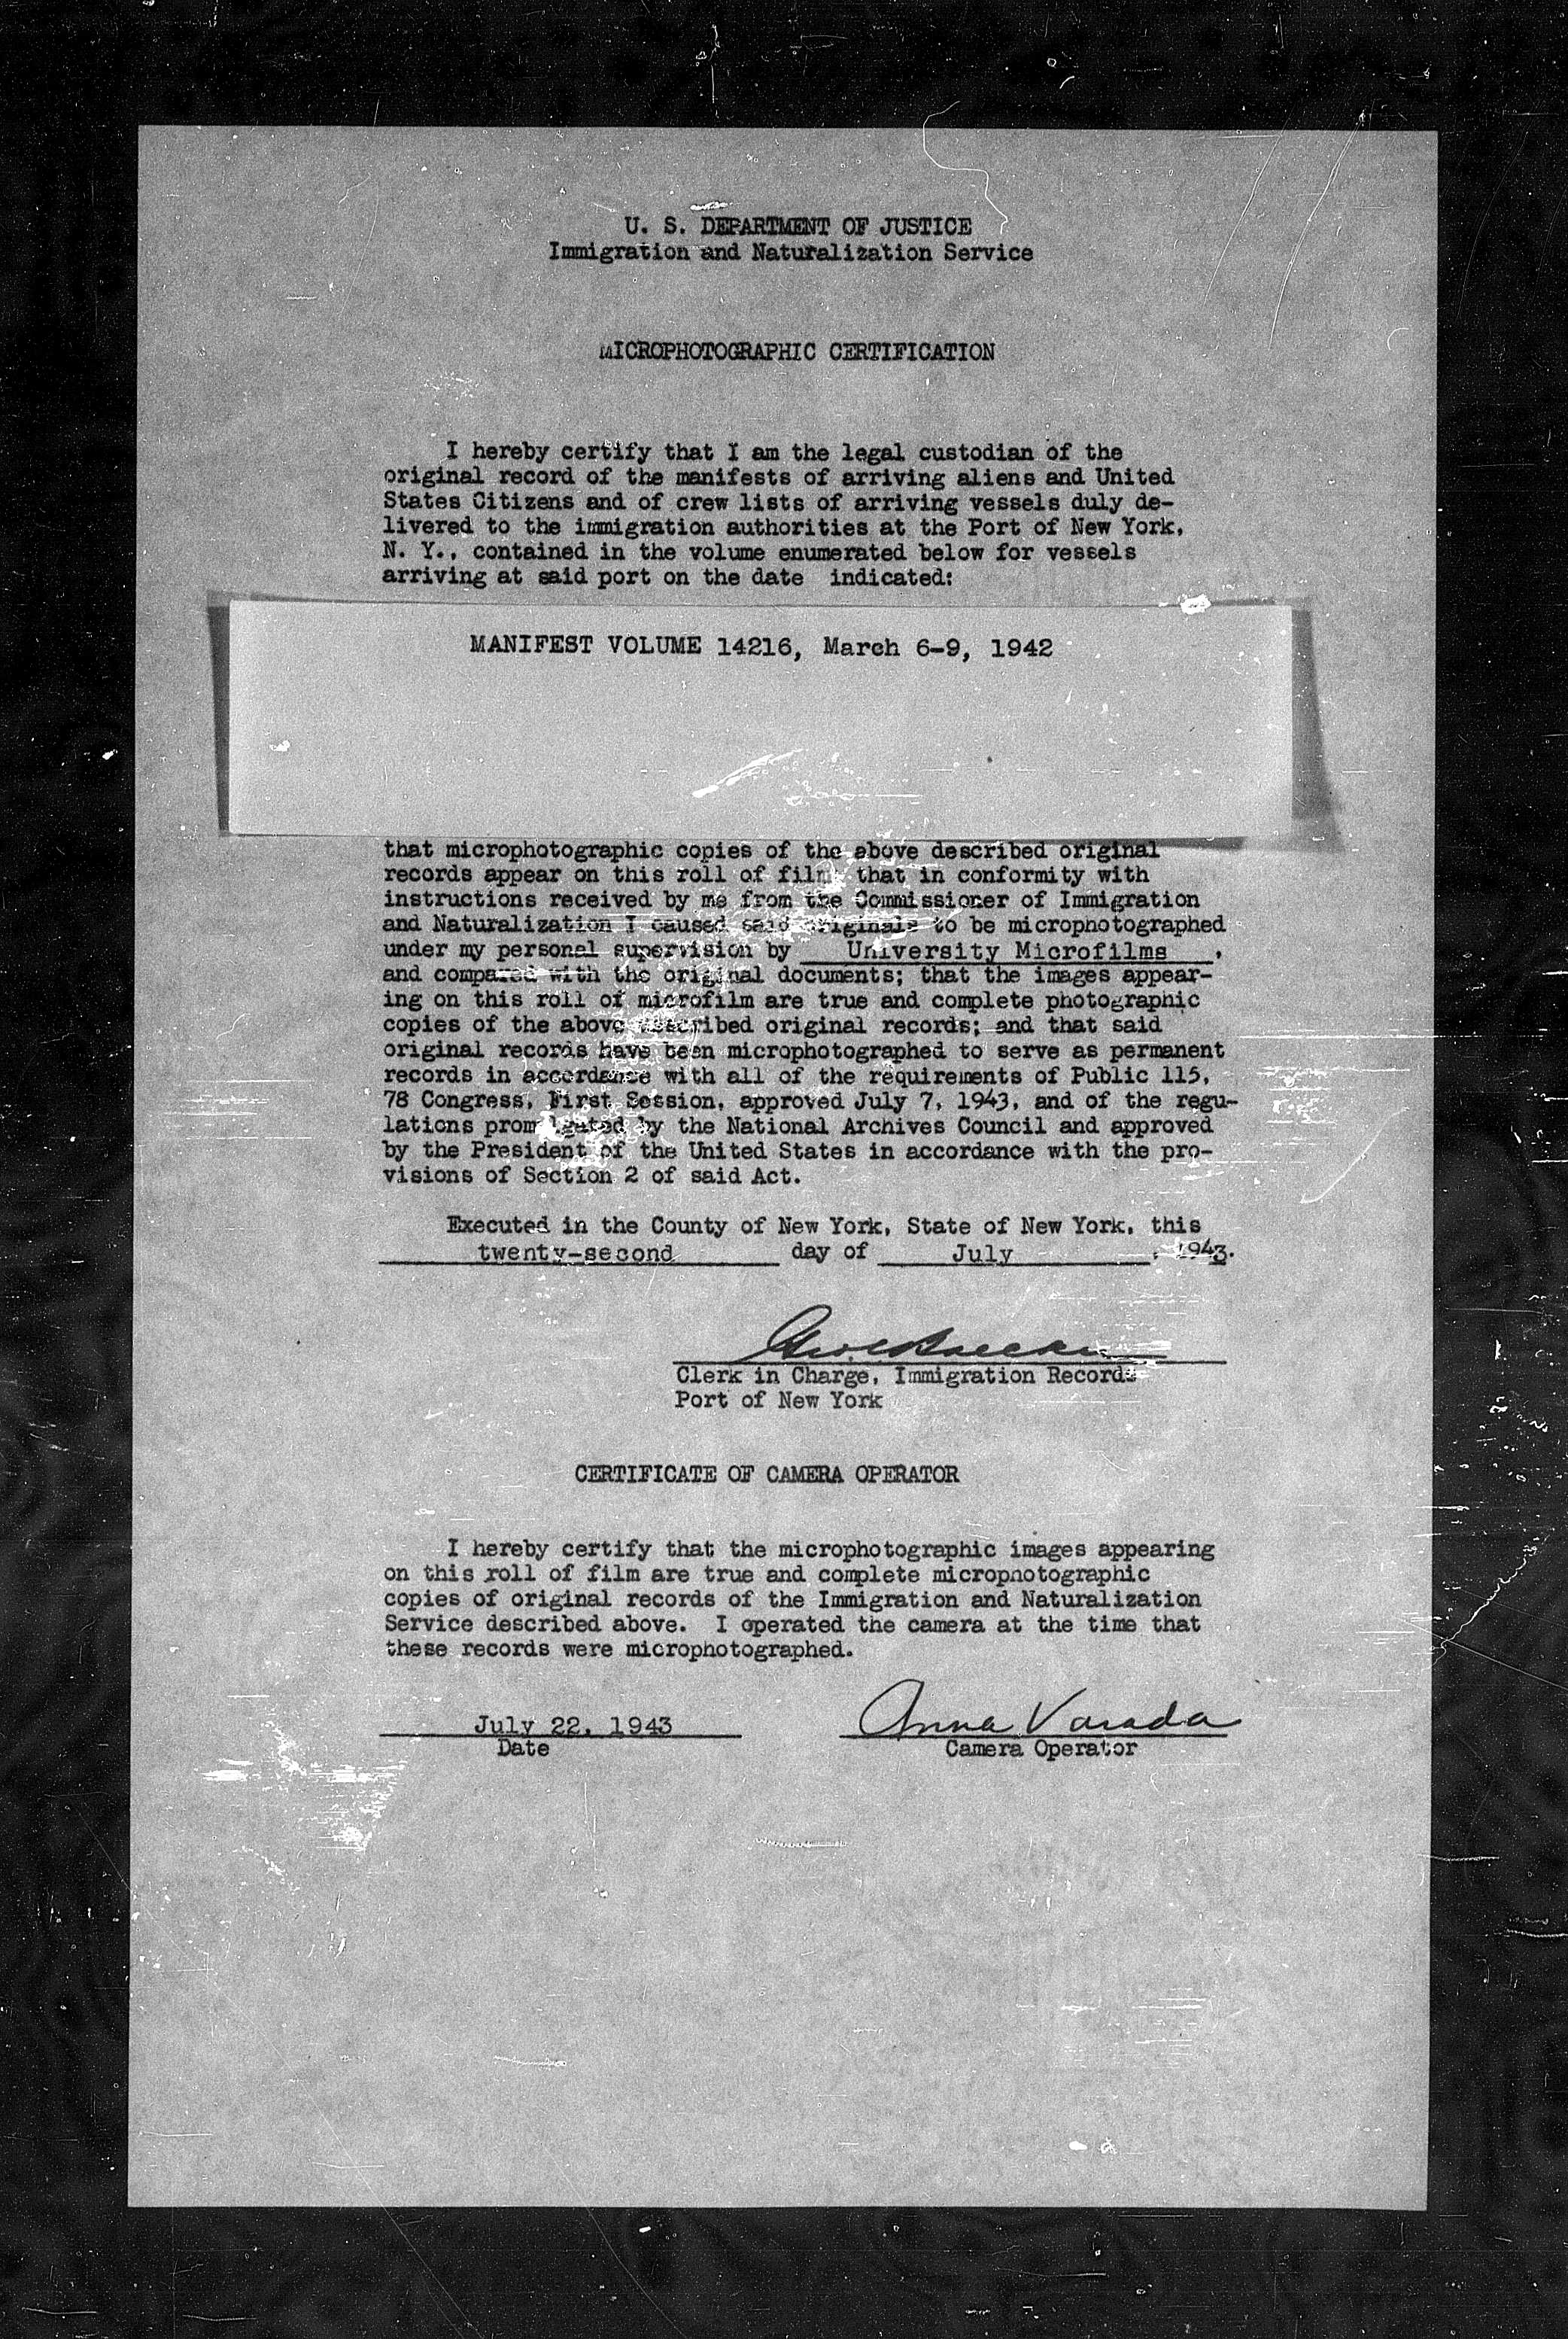 U. S. DEPARTMENT OF JUSTICE
Immigration and Naturalization Service
MICROPHOTOGRAPHIC CERTIFICATION
I hereby certify that I am the legal custodian of the
original record of the manifests of arriving aliens and United
States Citizens and of crew lists of arriving vessels duly de-
livered to the immigration authorities at the Port of New York,
N. Y., contained in the volume enumerated below for vessels
arriving at said port on the date indicated:
MANIFEST VOLUME 14216, March 6-9, 1942
that microphotographic copies of the above described original
records appear on this roll of film; that in conformity with
instructions received by me from the Commissioner of Immigration
and Naturalization I caused said originals to be microphotographed
under my personal supervision by University Microfilms,
and compared with the original documents; that the images appear-
ing on this roll of microfilm are true and complete photographic
copies of the above described original records; and that said
original records have been microphotographed to serve as permanent
records in accordance with all of the requirements of Public 115,
78 Congress, First Session, approved July 7, 1943, and of the regu-
lations promulgated by the National Archives Council and approved
by the President of the United States in accordance with the pro-
visions of Section 2 of said Act.
Executed in the County of New York, State of New York, this
twenty-second day of July, 1943.
Clerk in Charge, Immigration Records
Port of New York
CERTIFICATE OF CAMERA OPERATOR
I hereby certify that the microphotographic images appearing
on this roll of film are true and complete microphotographic
copies of original records of the Immigration and Naturalization
Service described above. I operated the camera at the time that
these records were microphotographed.
July 22, 1943 Anna Varada
Date Camera Operator